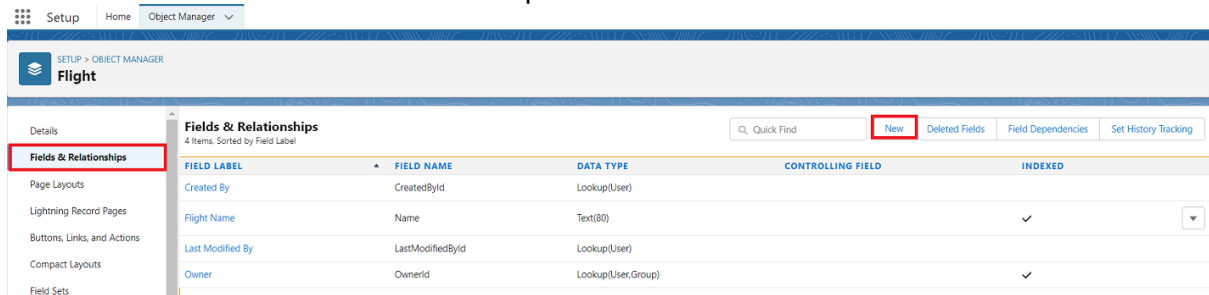 Setup Home Object Manager
SETUP > OBJECT MANAGER
Flight
Details
Fields & Relationships
Page Layouts
Lightning Record Pages
Buttons, Links, and Actions
Compact Layouts
Field Sets
Fields & Relationships
4 Items, Sorted by Field Label
Quick Find New Deleted Fields Field Dependencies Set History Tracking
FIELD LABEL FIELD NAME DATA TYPE CONTROLLING FIELD INDEXED
Created By CreatedById Lookup(User)
Flight Name Name Text(80)
Last Modified By LastModifiedById Lookup(User)
Owner OwnerId Lookup(User,Group)